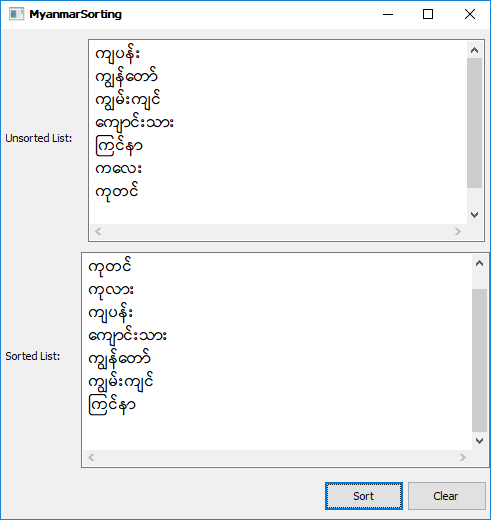 MyanmarSorting
Unsorted List:
ကျပန်း
ကျွန်တော်
ကျွမ်းကျင်
ကျောင်းသား
ကြင်နာ
ကလေး
ကုတင်
Sorted List:
ကုတင်
ကုလား
ကျပန်း
ကျောင်းသား
ကျွန်တော်
ကျွမ်းကျင်
ကြင်နာ
Sort Clear